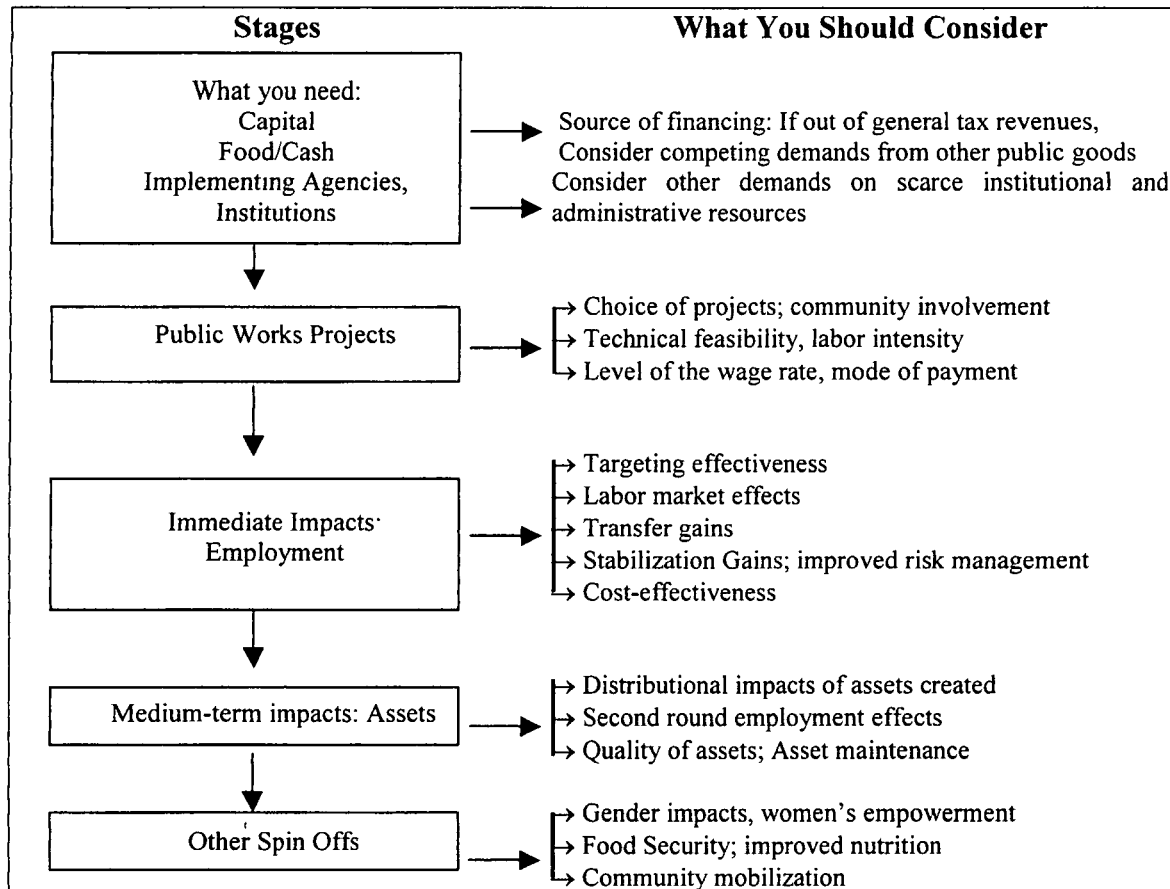 Stages
What You Should Consider
What you need:
Capital
Food/Cash
Implementing Agencies,
Institutions
Source of financing: If out of general tax revenues,
Consider competing demands from other public goods
Consider other demands on scarce institutional and
administrative resources
Public Works Projects
Choice of projects; community involvement
Technical feasibility, labor intensity
Level of the wage rate, mode of payment
Immediate Impacts:
Employment
Targeting effectiveness
Labor market effects
Transfer gains
Stabilization Gains; improved risk management
Cost-effectiveness
Medium-term impacts: Assets
Distributional impacts of assets created
Second round employment effects
Quality of assets; Asset maintenance
Other Spin Offs
Gender impacts, women's empowerment
Food Security; improved nutrition
Community mobilization